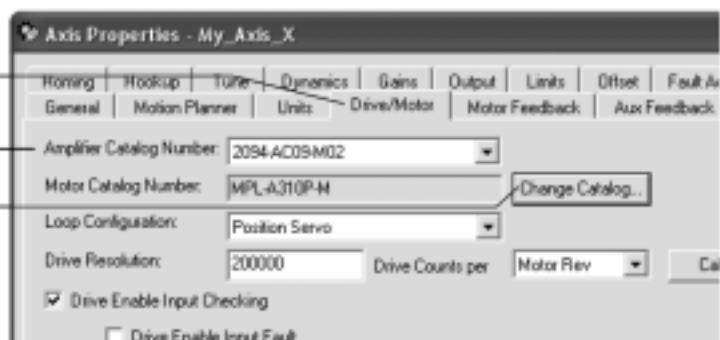 Axis Properties - My_Axis_X
Homing Hookup Tune Dynamics Gains Output Limits Offset Fault A
General Motion Planner Units Drive/Motor Motor Feedback Aux Feedback
Amplifier Catalog Number: 2094-AC09-M02
Motor Catalog Number: MPL-A310P-M Change Catalog...
Loop Configuration: Position Servo
Drive Resolution: 200000 Drive Counts per Motor Rev Cal
Drive Enable Input Checking
Drive Enable Input Fault